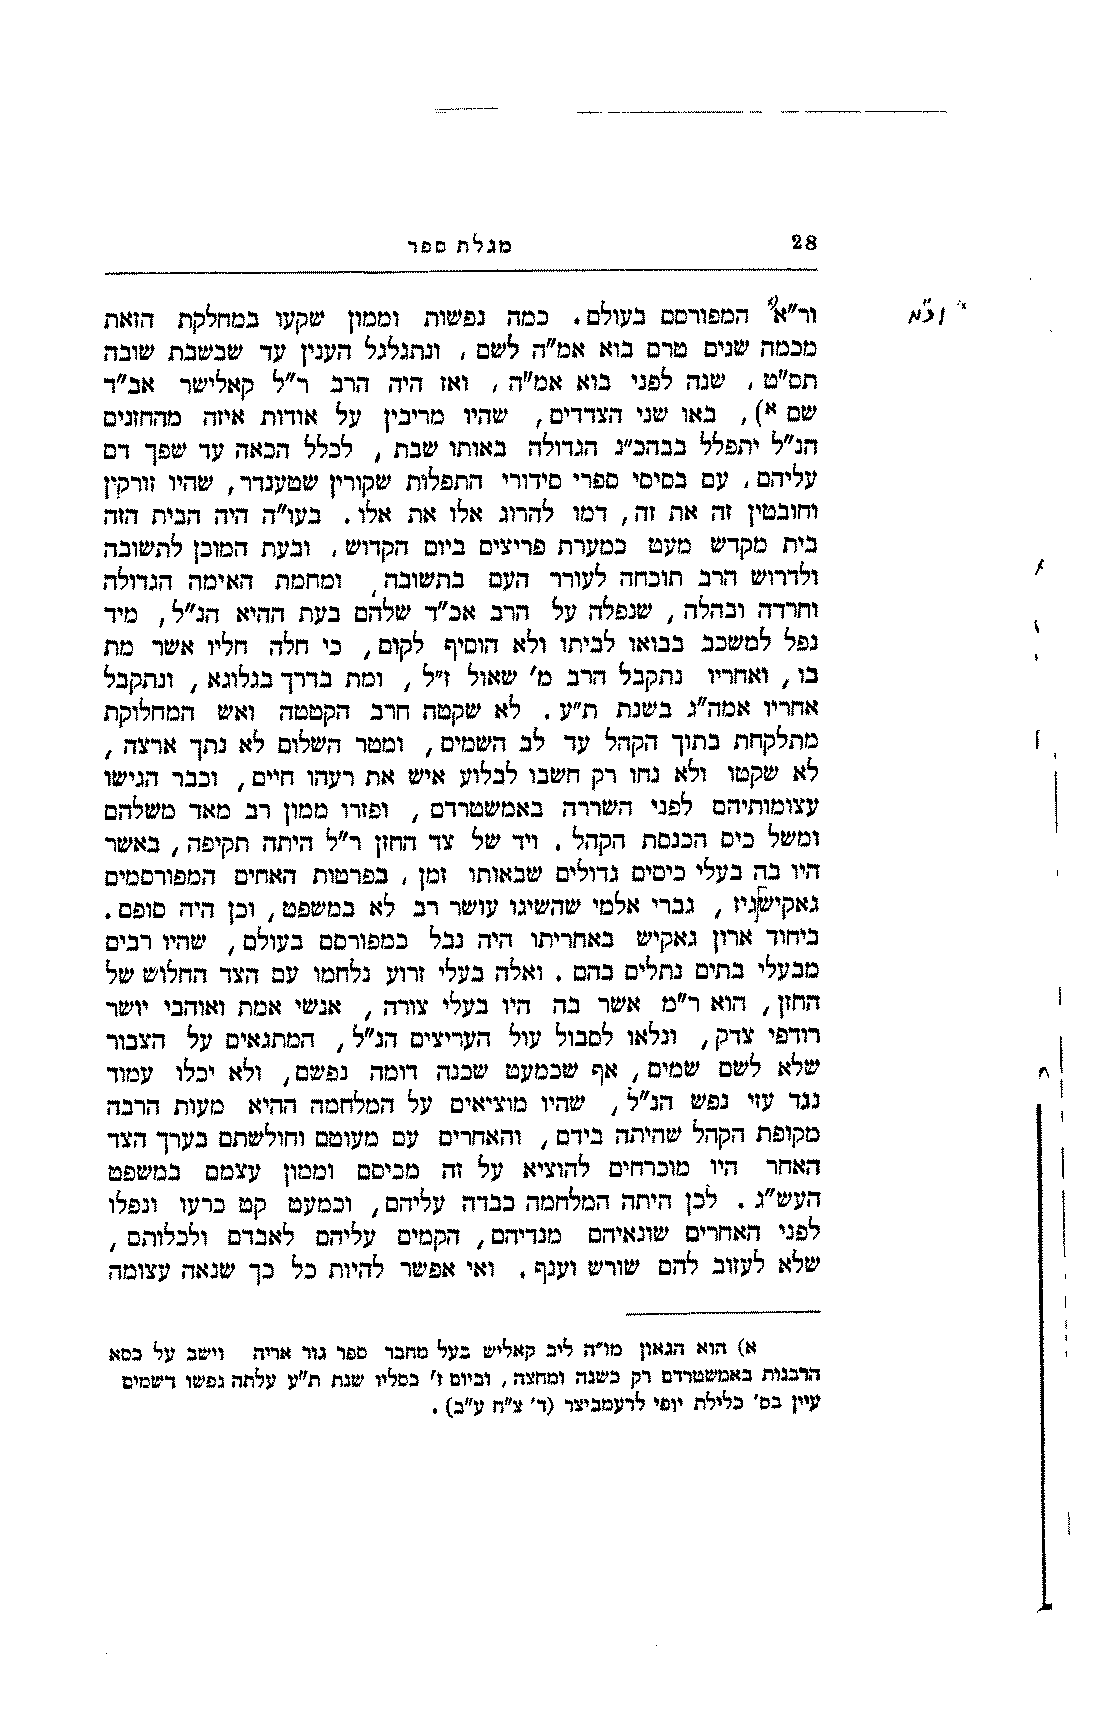 28 מגלת ספר
ור"א המפורסם בעולם. כמה נפשות וממון שקעו במחלקת הזאת
מכמה שנים טרם בוא אמ"ה לשם, ונתגלגל הענין עד שבשבת שובה
תס"ט, שנה לפני בוא אמ"ה, ואז היה הרב ר"ל קאלישר אב"ד
שם א), באו שני הצדדים, שהיו מריבין על אודות איזה מהחזנים
הנ"ל יתפלל בבהכ"נ הגדולה באותו שבת, לכלל הכאה עד שפך דם
עליהם. עם בסיסי ספרי סידורי התפלות שקורין שטענדר, שהיו זורקין
וחובטין זה את זה, דמו להרוג אלו את אלו. בעו"ה היה הבית הזה
בית מקדש מעט כמערת פריצים ביום הקדוש, ובעת המוכן לתשובה
ולדרוש הרב תוכחה לעורר העם בתשובה, ומחמת האימה הגדולה
וחרדה ובהלה, שנפלה על הרב אב"ד שלהם בעת ההיא הנ"ל, מיד
נפל למשכב בבואו לביתו ולא הוסיף לקום, כי חלה חליו אשר מת
בו, ואחריו נתקבל הרב מ' שאול ז"ל, ומת בדרך בגלוגא, ונתקבל
אחריו אמה"ג בשנת ת"ע. לא שקטה חרב הקטטה ואש המחלוקת
מתלקחת בתוך הקהל עד לב השמים, ומטר השלום לא נתך ארצה,
לא שקטו ולא נחו רק חשבו לבלוע איש את רעהו חיים, וכבר הגישו
עצומותיהם לפני השררה באמשטרדם, ופזרו ממון רב מאד משלהם
ומשל כיס הכנסת הקהל. ויד של צד החזן ר"ל היתה תקיפה, באשר
היו בה בעלי כיסים גדולים שבאותו זמן, בפרטות האחים המפורסמים
גאקישניז, גברי אלמי שהשיגו עושר רב לא במשפט, וכן היה סופם.
ביחוד ארון גאקיש באחריתו היה נבל כמפורסם בעולם, שהיו רבים
מבעלי בתים נתלים בהם. ואלה בעלי זרוע נלחמו עם הצד החלוש של
החזן, הוא ר"מ אשר בה היו בעלי צורה, אנשי אמת ואוהבי יושר
רודפי צדק, ונלאו לסבול עול העריצים הנ"ל, המתגאים על הצבור
שלא לשם שמים, אף שכמעט שכנה דומה נפשם, ולא יכלו עמוד
נגד עזי נפש הנ"ל, שהיו מוציאים על המלחמה ההיא מעות הרבה
מקופת הקהל שהיתה בידם, והאחרים עם מעוטם וחולשתם בערך הצד
האחר היו מוכרחים להוציא על זה מכיסם וממון עצמם במשפט
העש"ג. לכן היתה המלחמה כבדה עליהם, וכמעט קט כרעו ונפלו
לפני האחרים שונאיהם מנדיהם, הקמים עליהם לאבדם ולכלותם,
שלא לעזוב להם שורש וענף. ואי אפשר להיות כל כך שנאה עצומה
א) הוא הגאון מו"ה ליב קאליש בעל מחבר ספר גור אריה וישב על כסא
הרבנות באמשטרדם רק כשנה ומחצה, וביום ז' כסליו שנת ת"ע עלתה נפשו השמים
עיין בס' כלילת יופי לדעמביצר (ד' צ"ח ע"ב).